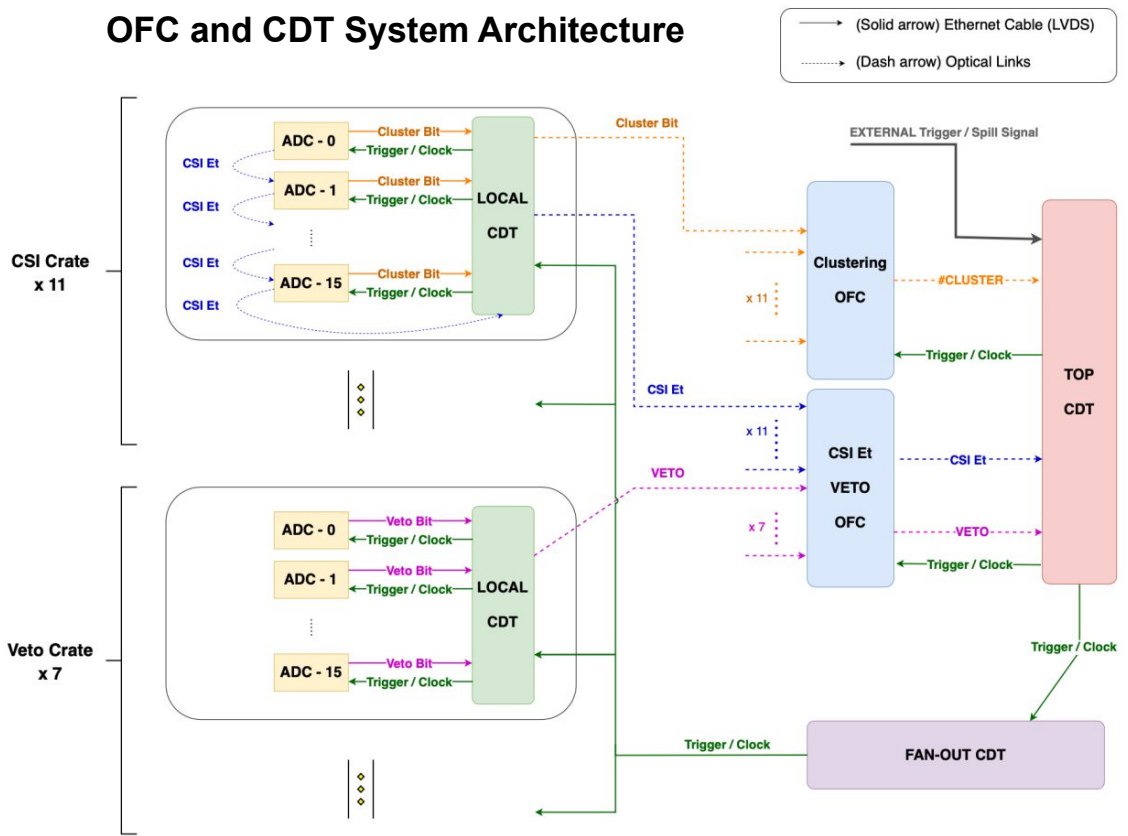 OFC and CDT System Architecture
(Solid arrow) Ethernet Cable (LVDS)
(Dash arrow) Optical Links
CSI Crate
x 11
ADC - 0
Cluster Bit
Trigger / Clock
CSI Et
ADC - 1
Cluster Bit
Trigger / Clock
CSI Et
CSI Et
ADC - 15
Cluster Bit
Trigger / Clock
CSI Et
LOCAL
CDT
Cluster Bit
EXTERNAL Trigger / Spill Signal
Clustering
OFC
x 11
#CLUSTER
Trigger / Clock
TOP
CDT
CSI Et
x 11
CSI Et
VETO
OFC
CSI Et
VETO
x 7
VETO
Trigger / Clock
Veto Crate
x 7
ADC - 0
Veto Bit
Trigger / Clock
ADC - 1
Veto Bit
Trigger / Clock
ADC - 15
Veto Bit
Trigger / Clock
LOCAL
CDT
Trigger / Clock
Trigger / Clock
FAN-OUT CDT